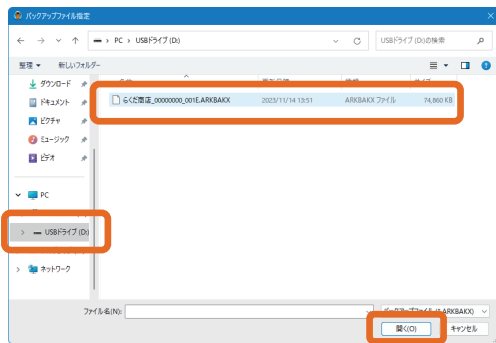 バックアップファイル指定
PC › USBドライブ (D:)
USBドライブ (D:)の検索
整理 新しいフォルダー
ダウンロード
ドキュメント
ピクチャ
ミュージック
ビデオ
PC
USBドライブ (D:)
ネットワーク
らくだ商店_00000000_001E.ARKBAKX 2023/11/14 13:51 ARKBAKX ファイル 74,860 KB
ファイル名(N):
開く(O) キャンセル